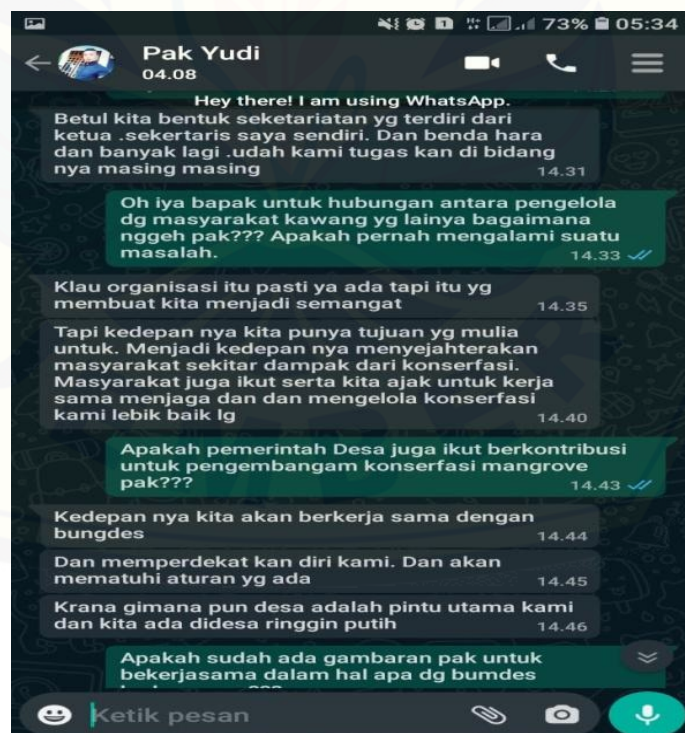 73% 05:34
Pak Yudi
04.08
Hey there! I am using WhatsApp.
Betul kita bentuk seketariatan yg terdiri dari
ketua .sekertaris saya sendiri. Dan benda hara
dan banyak lagi .udah kami tugas kan di bidang
nya masing masing
14.31
Oh iya bapak untuk hubungan antara pengelola
dg masyarakat kawang yg lainya bagaimana
nggeh pak??? Apakah pernah mengalami suatu
masalah.
14.33
Klau organisasi itu pasti ya ada tapi itu yg
membuat kita menjadi semangat
14.35
Tapi kedepan nya kita punya tujuan yg mulia
untuk. Menjadi kedepan nya menyejahterakan
masyarakat sekitar dampak dari konserfasi.
Masyarakat juga ikut serta kita ajak untuk kerja
sama menjaga dan dan mengelola konserfasi
kami lebik baik lg
14.40
Apakah pemerintah Desa juga ikut berkontribusi
untuk pengembangam konserfasi mangrove
pak???
14.43
Kedepan nya kita akan berkerja sama dengan
bungdes
14.44
Dan memperdekat kan diri kami. Dan akan
mematuhi aturan yg ada
14.45
Krana gimana pun desa adalah pintu utama kami
dan kita ada didesa ringgin putih
14.46
Apakah sudah ada gambaran pak untuk
bekerjasama dalam hal apa dg bumdes
Ketik pesan